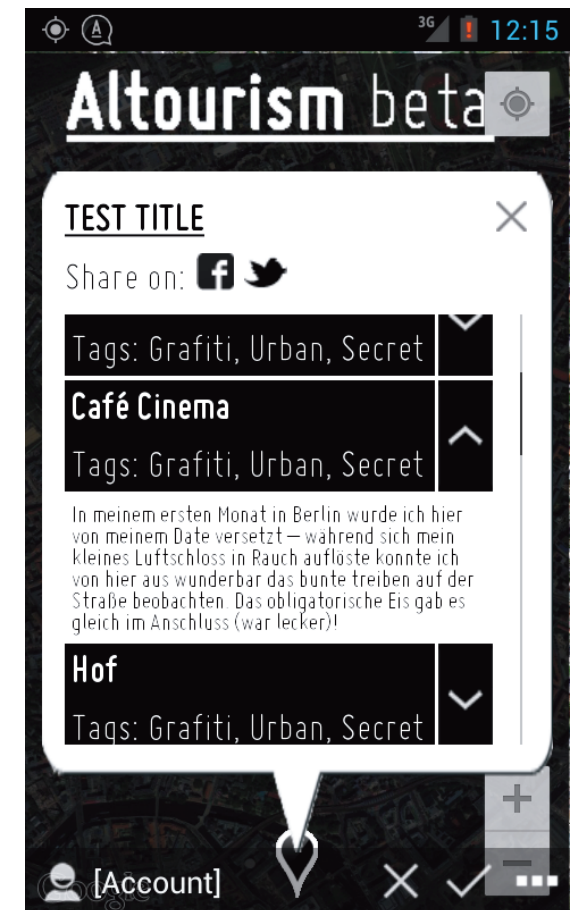 3G 12:15
Altourism beta
TEST TITLE
Share on:
Tags: Grafiti, Urban, Secret
Café Cinema
Tags: Grafiti, Urban, Secret
In meinem ersten Monat in Berlin wurde ich hier
von meinem Date versetzt – während sich mein
kleines Luftschloss in Rauch auflöste konnte ich
von hier aus wunderbar das bunte treiben auf der
Straße beobachten. Das obligatorische Eis gab es
gleich im Anschluss (war lecker)!
Hof
Tags: Grafiti, Urban, Secret
Google
[Account]